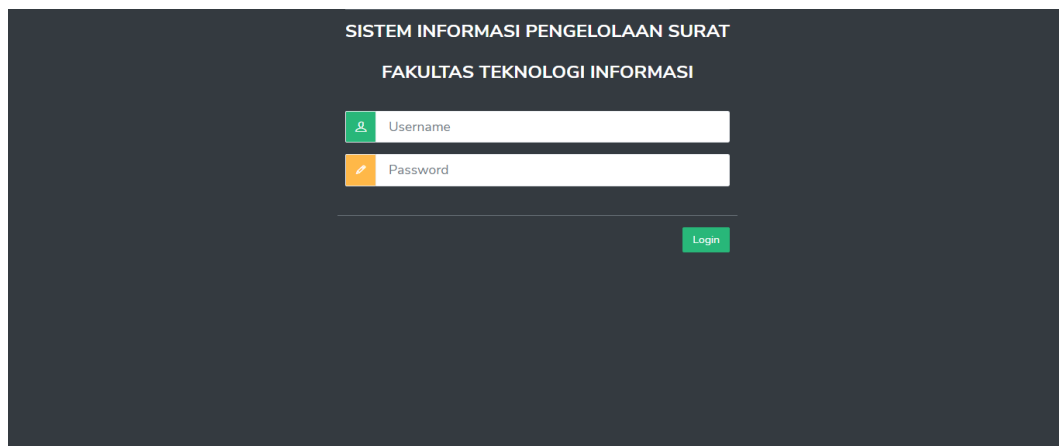 SISTEM INFORMASI PENGELOLAAN SURAT
FAKULTAS TEKNOLOGI INFORMASI
Username
Password
Login